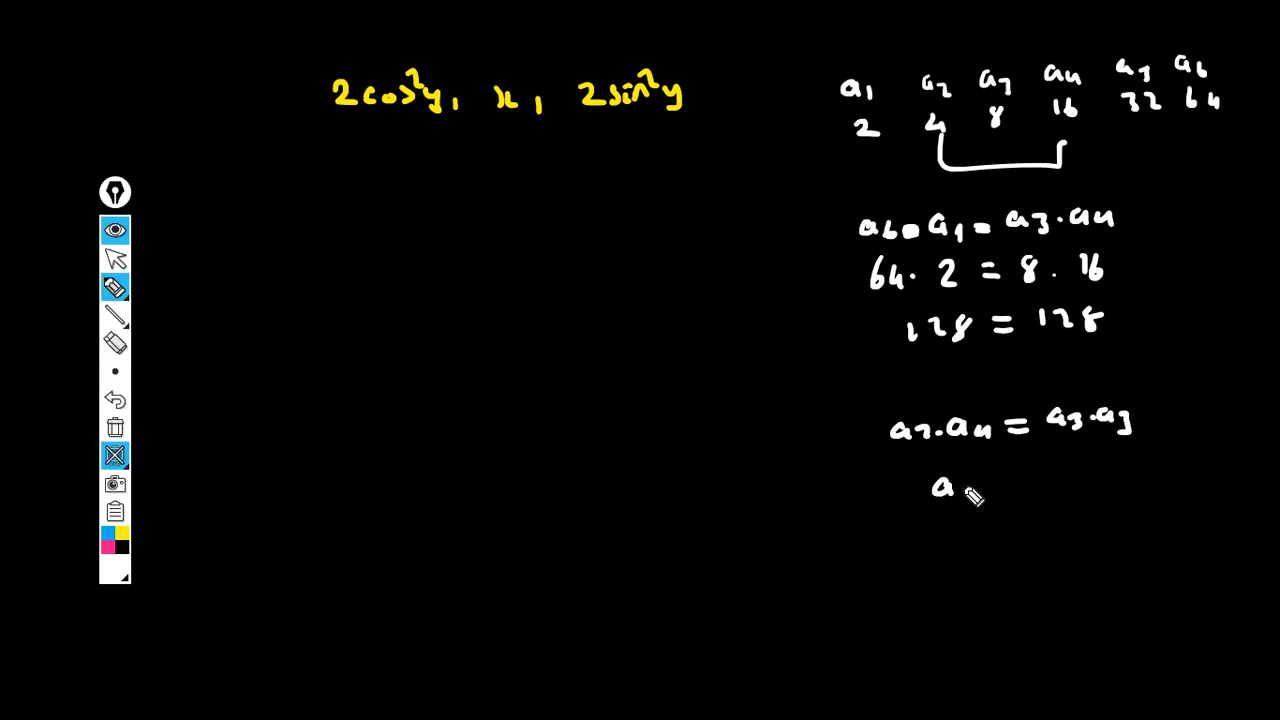 2cos²y, x, 2sin²y
a1 a2 a3 a4 a5 a6
2 4 8 16 32 64
a6 . a1 = a3 . a4
64 . 2 = 8 . 16
128 = 128
a2 . a4 = a3 . a3
a